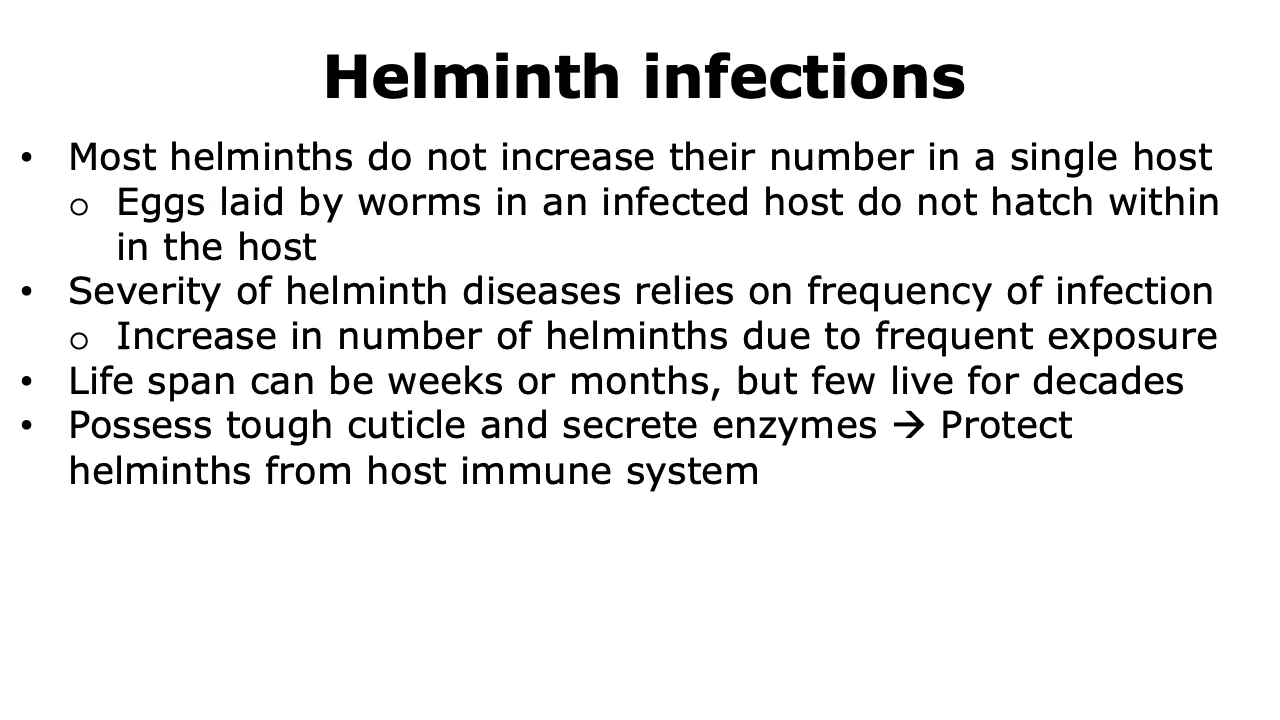 Helminth infections
• Most helminths do not increase their number in a single host
o Eggs laid by worms in an infected host do not hatch within
in the host
• Severity of helminth diseases relies on frequency of infection
o Increase in number of helminths due to frequent exposure
• Life span can be weeks or months, but few live for decades
• Possess tough cuticle and secrete enzymes → Protect
helminths from host immune system